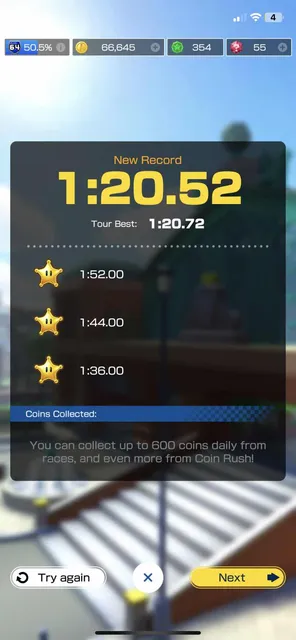 4
64 50.5% 66,645 354 55
New Record
1:20.52
Tour Best: 1:20.72
1:52.00
1:44.00
1:36.00
Coins Collected:
You can collect up to 600 coins daily from
races, and even more from Coin Rush!
Try again Next